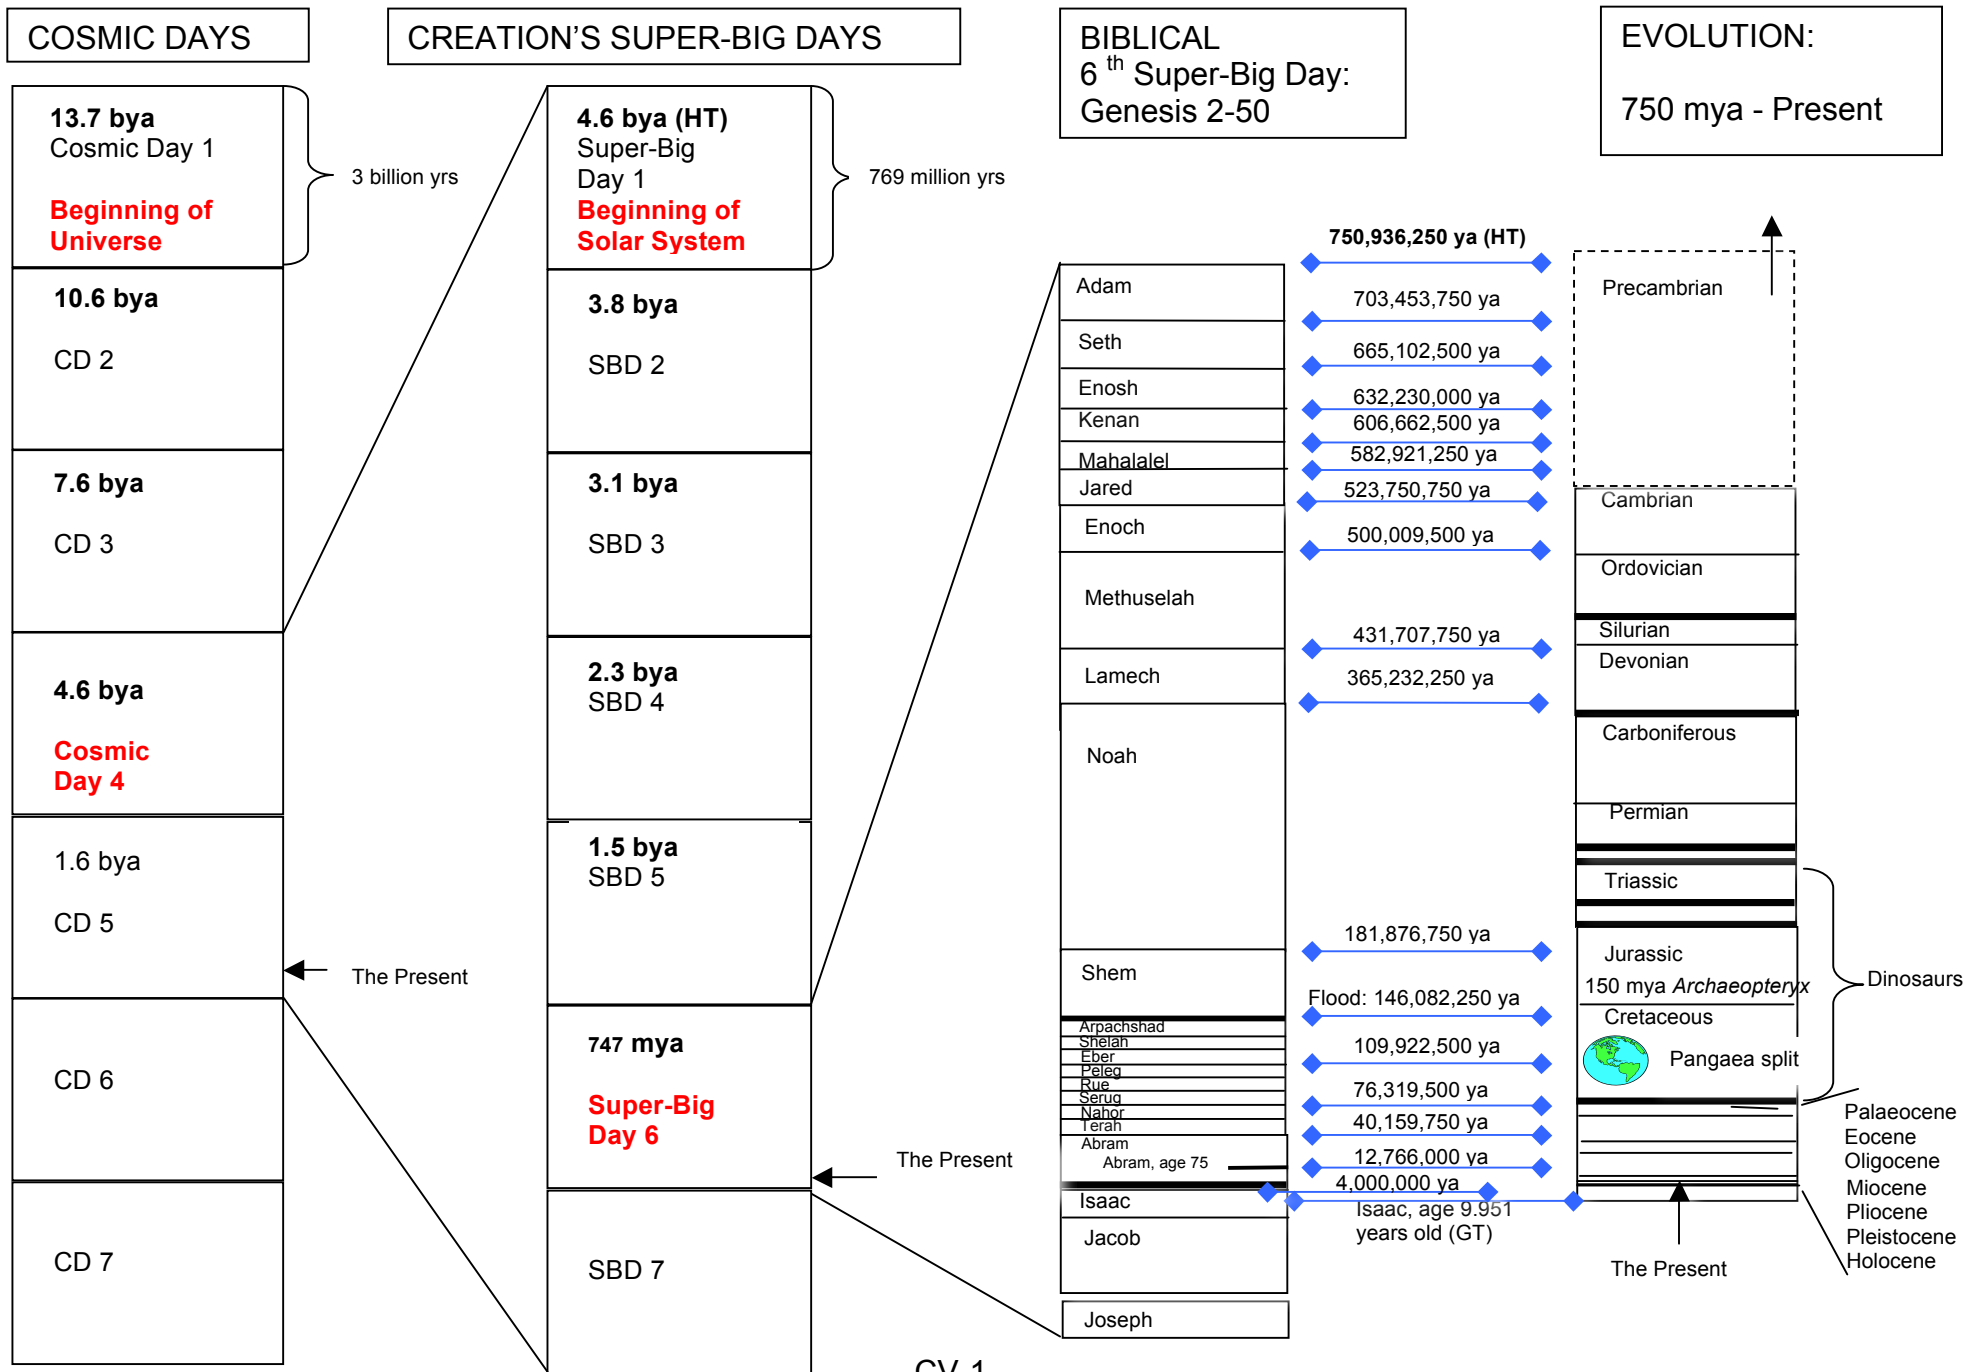 COSMIC DAYS
CREATION'S SUPER-BIG DAYS
BIBLICAL
6 th Super-Big Day:
Genesis 2-50
EVOLUTION:
750 mya - Present
13.7 bya
Cosmic Day 1
Beginning of
Universe
3 billion yrs
10.6 bya
CD 2
7.6 bya
CD 3
4.6 bya
Cosmic
Day 4
1.6 bya
CD 5
The Present
CD 6
CD 7
4.6 bya (HT)
Super-Big
Day 1
Beginning of
Solar System
769 million yrs
3.8 bya
SBD 2
3.1 bya
SBD 3
2.3 bya
SBD 4
1.5 bya
SBD 5
747 mya
Super-Big
Day 6
The Present
SBD 7
Adam
Seth
Enosh
Kenan
Mahalalel
Jared
Enoch
Methuselah
Lamech
Noah
Shem
Arpachshad
Shelah
Eber
Peleg
Rue
Serug
Nahor
Terah
Abram
Abram, age 75
Isaac
Jacob
Joseph
750,936,250 ya (HT)
703,453,750 ya
665,102,500 ya
632,230,000 ya
606,662,500 ya
582,921,250 ya
523,750,750 ya
500,009,500 ya
431,707,750 ya
365,232,250 ya
181,876,750 ya
Flood: 146,082,250 ya
109,922,500 ya
76,319,500 ya
40,159,750 ya
12,766,000 ya
4,000,000 ya
Isaac, age 9.951
years old (GT)
Precambrian
Cambrian
Ordovician
Silurian
Devonian
Carboniferous
Permian
Triassic
Jurassic
150 mya Archaeopteryx
Cretaceous
Pangaea split
Dinosaurs
Palaeocene
Eocene
Oligocene
Miocene
Pliocene
Pleistocene
Holocene
The Present
CV-1